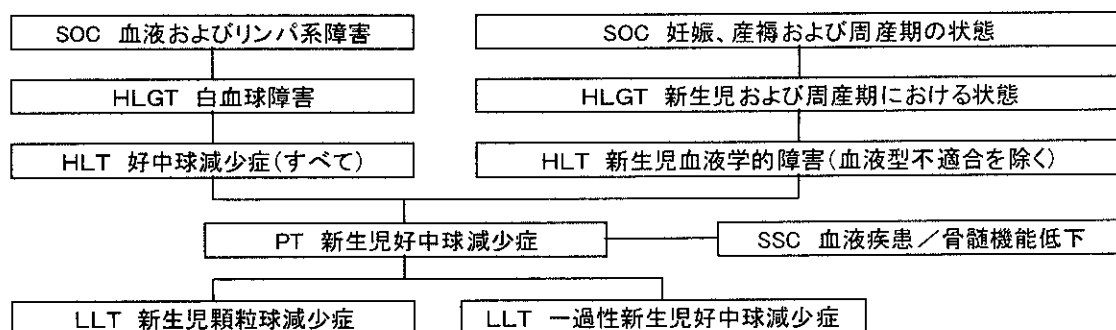 SOC 血液およびリンパ系障害
SOC 妊娠、産褥および周産期の状態
HLGT 白血球障害
HLGT 新生児および周産期における状態
HLT 好中球減少症(すべて)
HLT 新生児血液学的障害(血液型不適合を除く)
PT 新生児好中球減少症
SSC 血液疾患/骨髄機能低下
LLT 新生児顆粒球減少症
LLT 一過性新生児好中球減少症